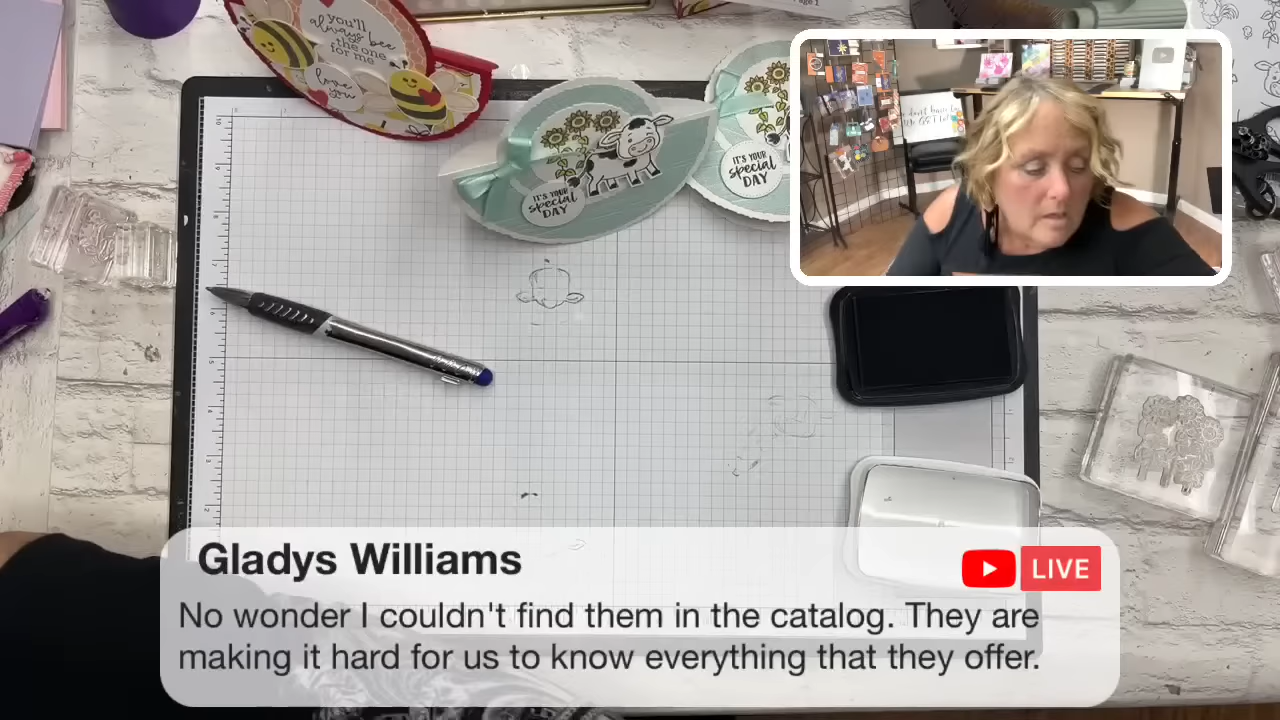 you'll
always bee
the one
for me
love
you
IT'S YOUR
special
DAY
IT'S YOUR
special
DAY
Gladys Williams
LIVE
No wonder I couldn't find them in the catalog. They are
making it hard for us to know everything that they offer.